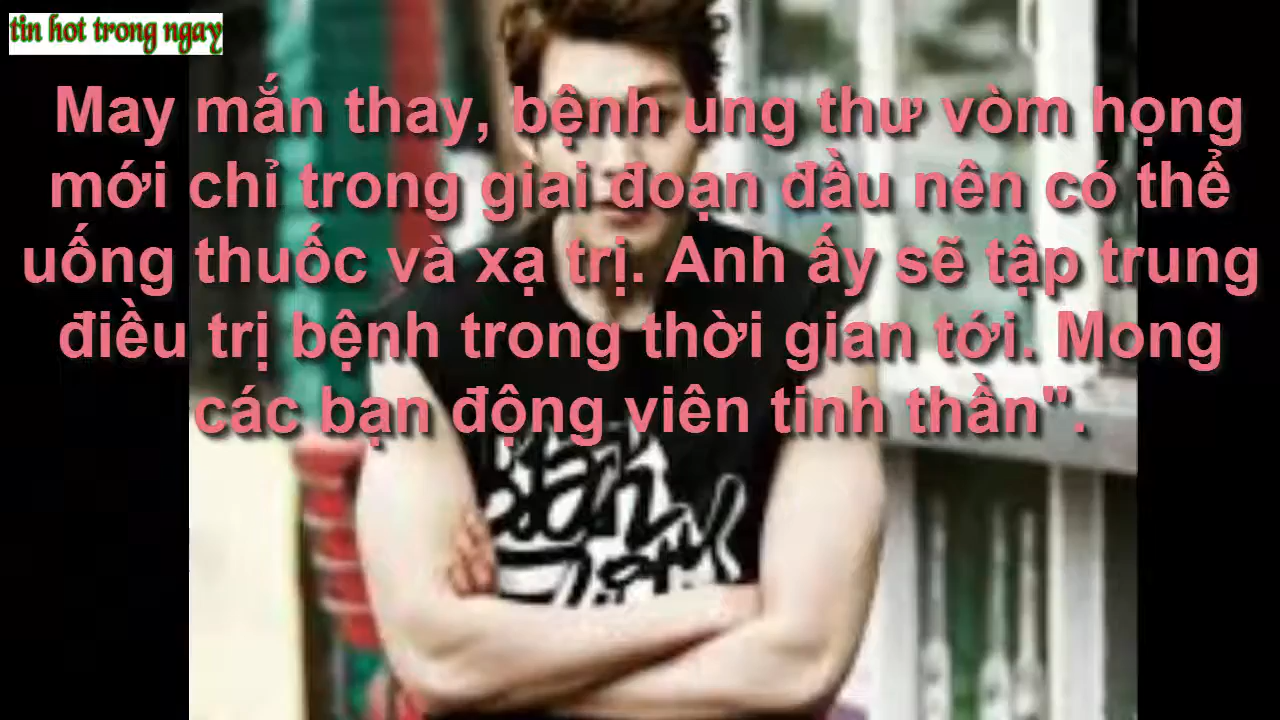 tin hot trong ngay
May mắn thay, bệnh ung thư vòm họng
mới chỉ trong giai đoạn đầu nên có thể
uống thuốc và xạ trị. Anh ấy sẽ tập trung
điều trị bệnh trong thời gian tới. Mong
các bạn động viên tinh thần".